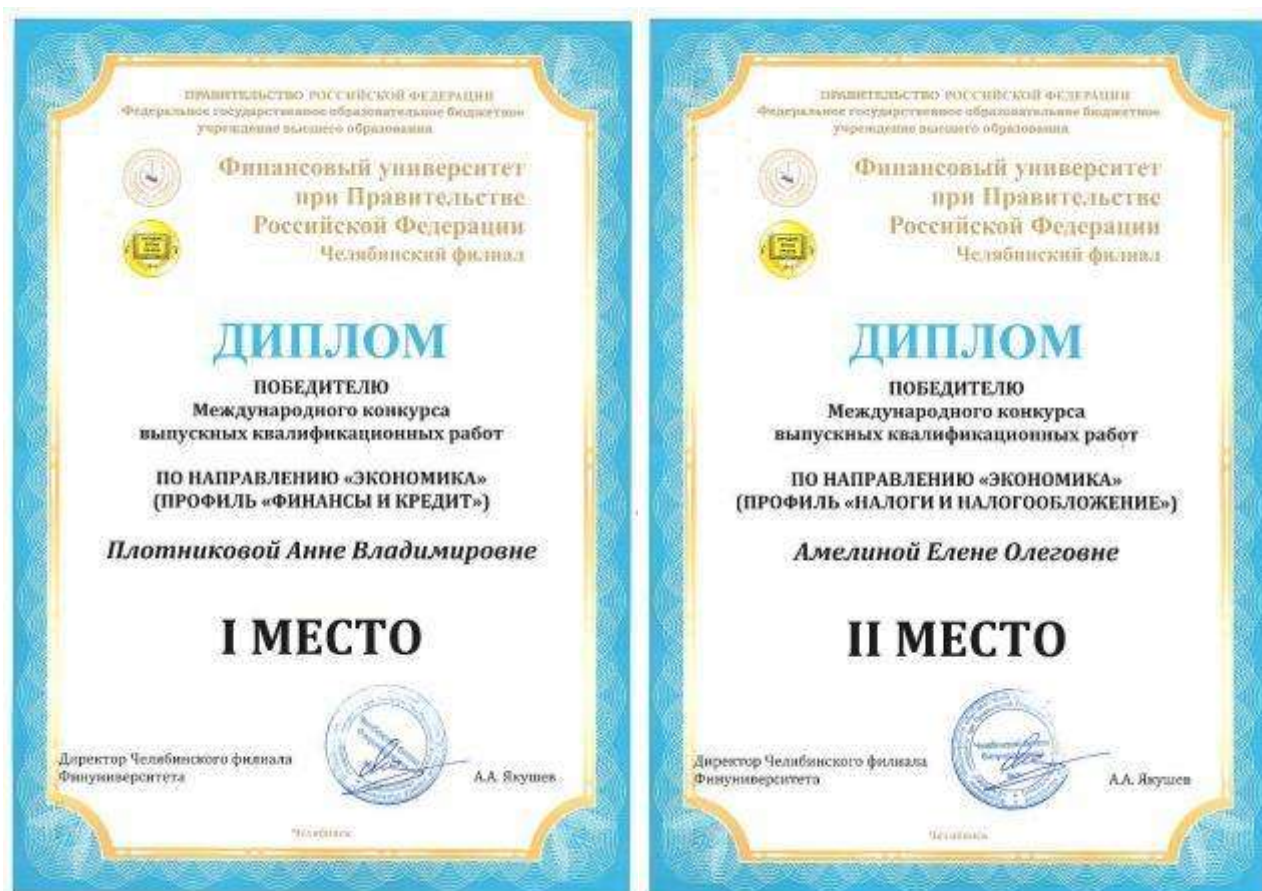 ПРАВИТЕЛЬСТВО РОССИЙСКОЙ ФЕДЕРАЦИИ
Федеральное государственное образовательное бюджетное
учреждение высшего образования
Финансовый университет
при Правительстве
Российской Федерации
Челябинский филиал
ДИПЛОМ
ПОБЕДИТЕЛЮ
Международного конкурса
выпускных квалификационных работ
ПО НАПРАВЛЕНИЮ «ЭКОНОМИКА»
(ПРОФИЛЬ «ФИНАНСЫ И КРЕДИТ»)
Плотниковой Анне Владимировне
I МЕСТО
Директор Челябинского филиала
Финуниверситета
А.А. Якушев
Челябинск
ПРАВИТЕЛЬСТВО РОССИЙСКОЙ ФЕДЕРАЦИИ
Федеральное государственное образовательное бюджетное
учреждение высшего образования
Финансовый университет
при Правительстве
Российской Федерации
Челябинский филиал
ДИПЛОМ
ПОБЕДИТЕЛЮ
Международного конкурса
выпускных квалификационных работ
ПО НАПРАВЛЕНИЮ «ЭКОНОМИКА»
(ПРОФИЛЬ «НАЛОГИ И НАЛОГООБЛОЖЕНИЕ»)
Амелиной Елене Олеговне
II МЕСТО
Директор Челябинского филиала
Финуниверситета
А.А. Якушев
Челябинск